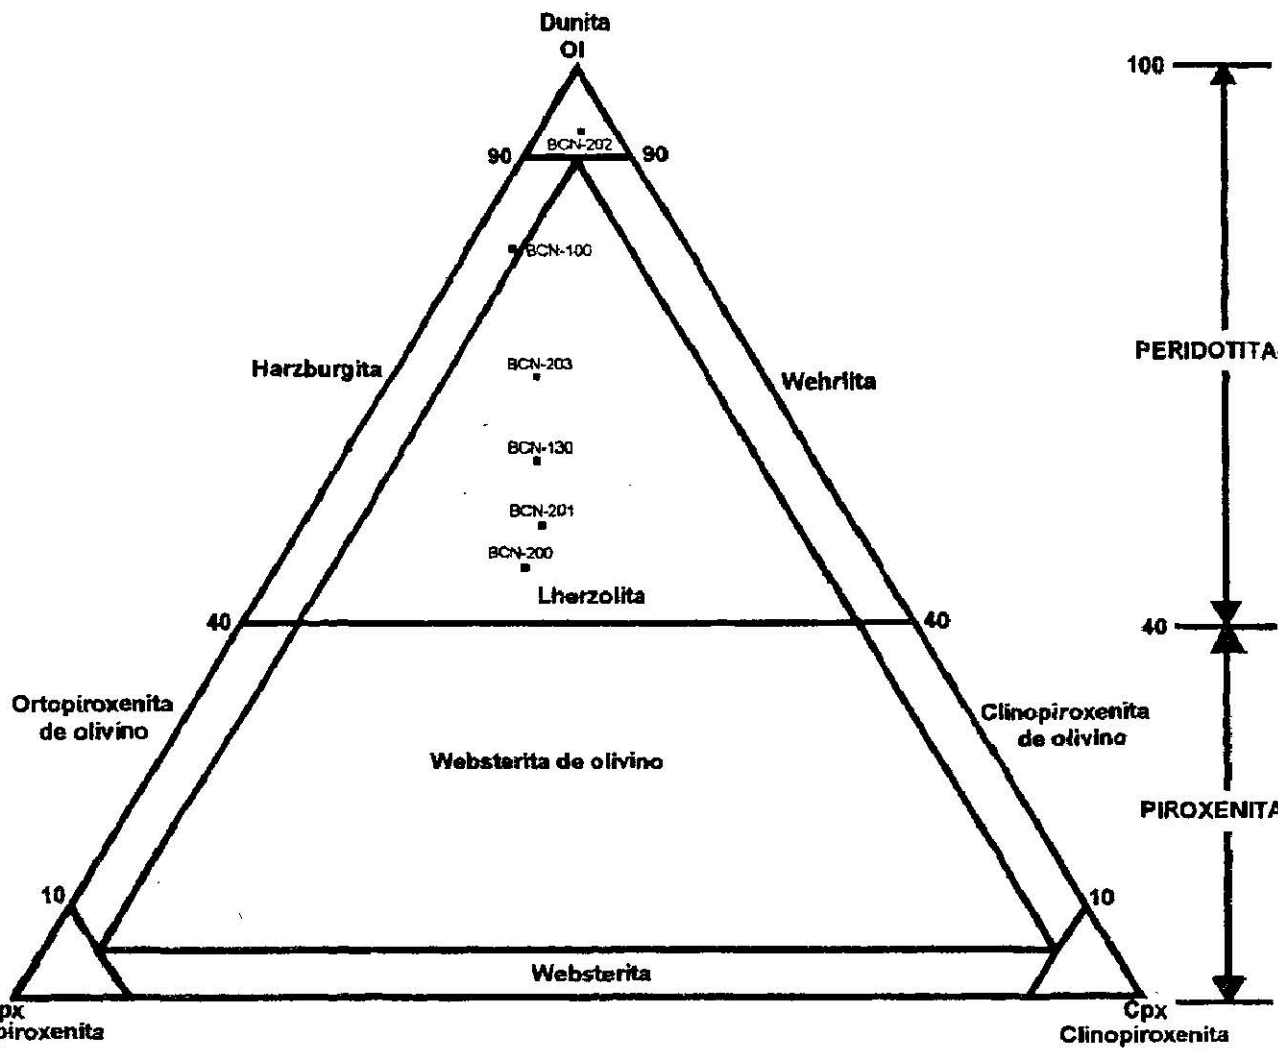 Dunita
Ol
100
BCN-202
90
90
BCN-100
PERIDOTITA
BCN-203
Harzburgita
Wehrlita
BCN-130
BCN-201
BCN-200
Lherzolita
40
40
40
Ortopiroxenita
de olivino
Clinopiroxenita
de olivino
Websterita de olivino
PIROXENITA
10
10
Websterita
px
piroxenita
Cpx
Clinopiroxenita